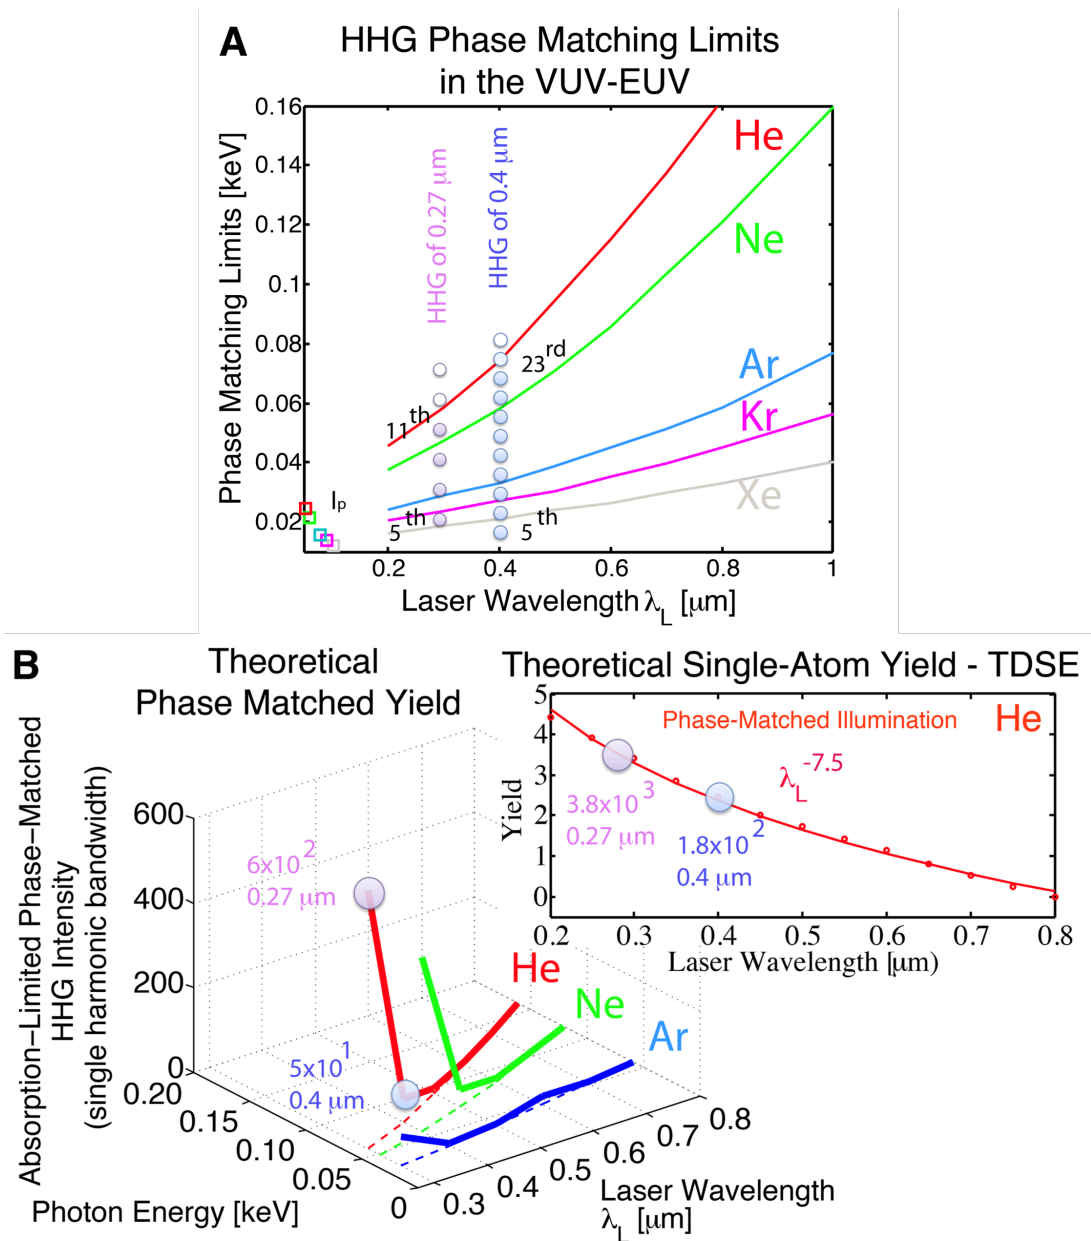 A
HHG Phase Matching Limits
in the VUV-EUV
Phase Matching Limits [keV]
0.16
0.14
0.12
0.1
0.08
0.06
0.04
0.02
HHG of 0.27 μm
HHG of 0.4 μm
He
Ne
Ar
Kr
Xe
23rd
11th
Ip
5th
5th
0.2 0.4 0.6 0.8 1
Laser Wavelength λL [μm]
B
Theoretical
Phase Matched Yield
Absorption–Limited Phase–Matched
HHG Intensity
(single harmonic bandwidth)
600
400
200
0
6x10^2
0.27 μm
5x10^1
0.4 μm
He
Ne
Ar
0.20
0.15
0.10
0.05
0
Photon Energy [keV]
0.3
0.4
0.5
0.6
0.7
0.8
Laser Wavelength
λL [μm]
Theoretical Single-Atom Yield - TDSE
Phase-Matched Illumination
He
Yield
5
4
3
2
1
0
λL^-7.5
3.8x10^3
0.27 μm
1.8x10^2
0.4 μm
0.2 0.3 0.4 0.5 0.6 0.7 0.8
Laser Wavelength [μm)